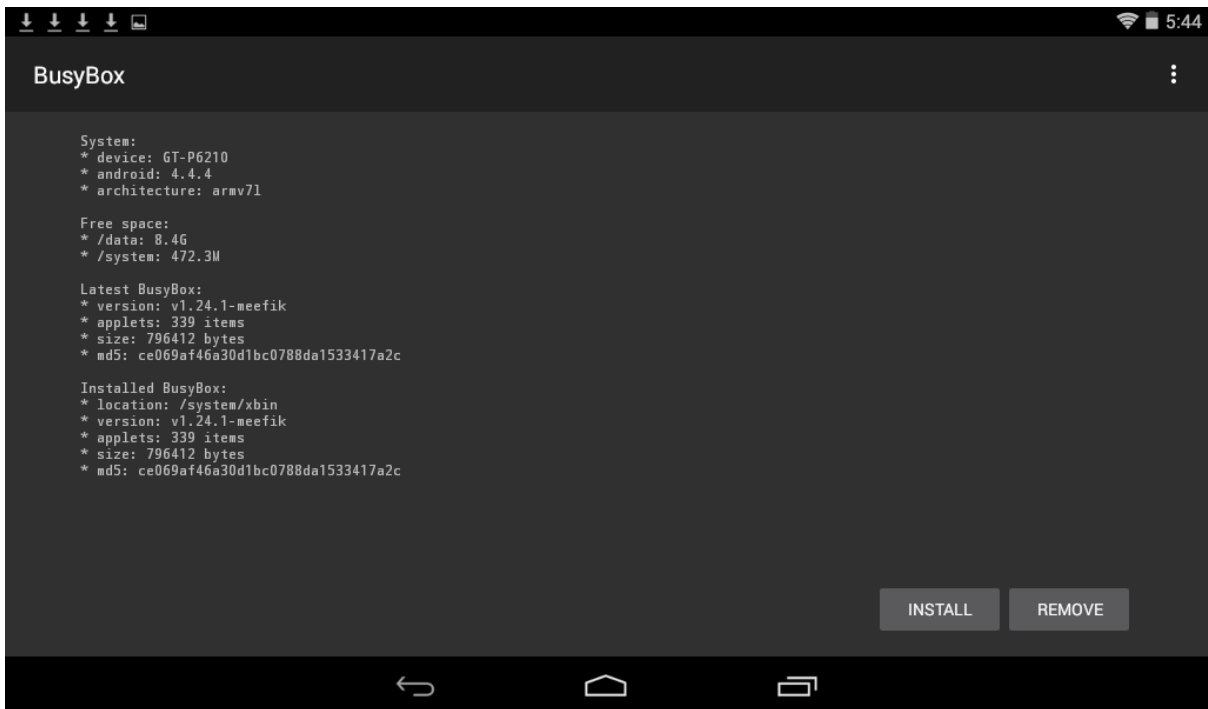 5:44
BusyBox
System:
* device: GT-P6210
* android: 4.4.4
* architecture: armv7l
Free space:
* /data: 8.4G
* /system: 472.3M
Latest BusyBox:
* version: v1.24.1-meefik
* applets: 339 items
* size: 796412 bytes
* md5: ce069af46a30d1bc0788da1533417a2c
Installed BusyBox:
* location: /system/xbin
* version: v1.24.1-meefik
* applets: 339 items
* size: 796412 bytes
* md5: ce069af46a30d1bc0788da1533417a2c
INSTALL REMOVE